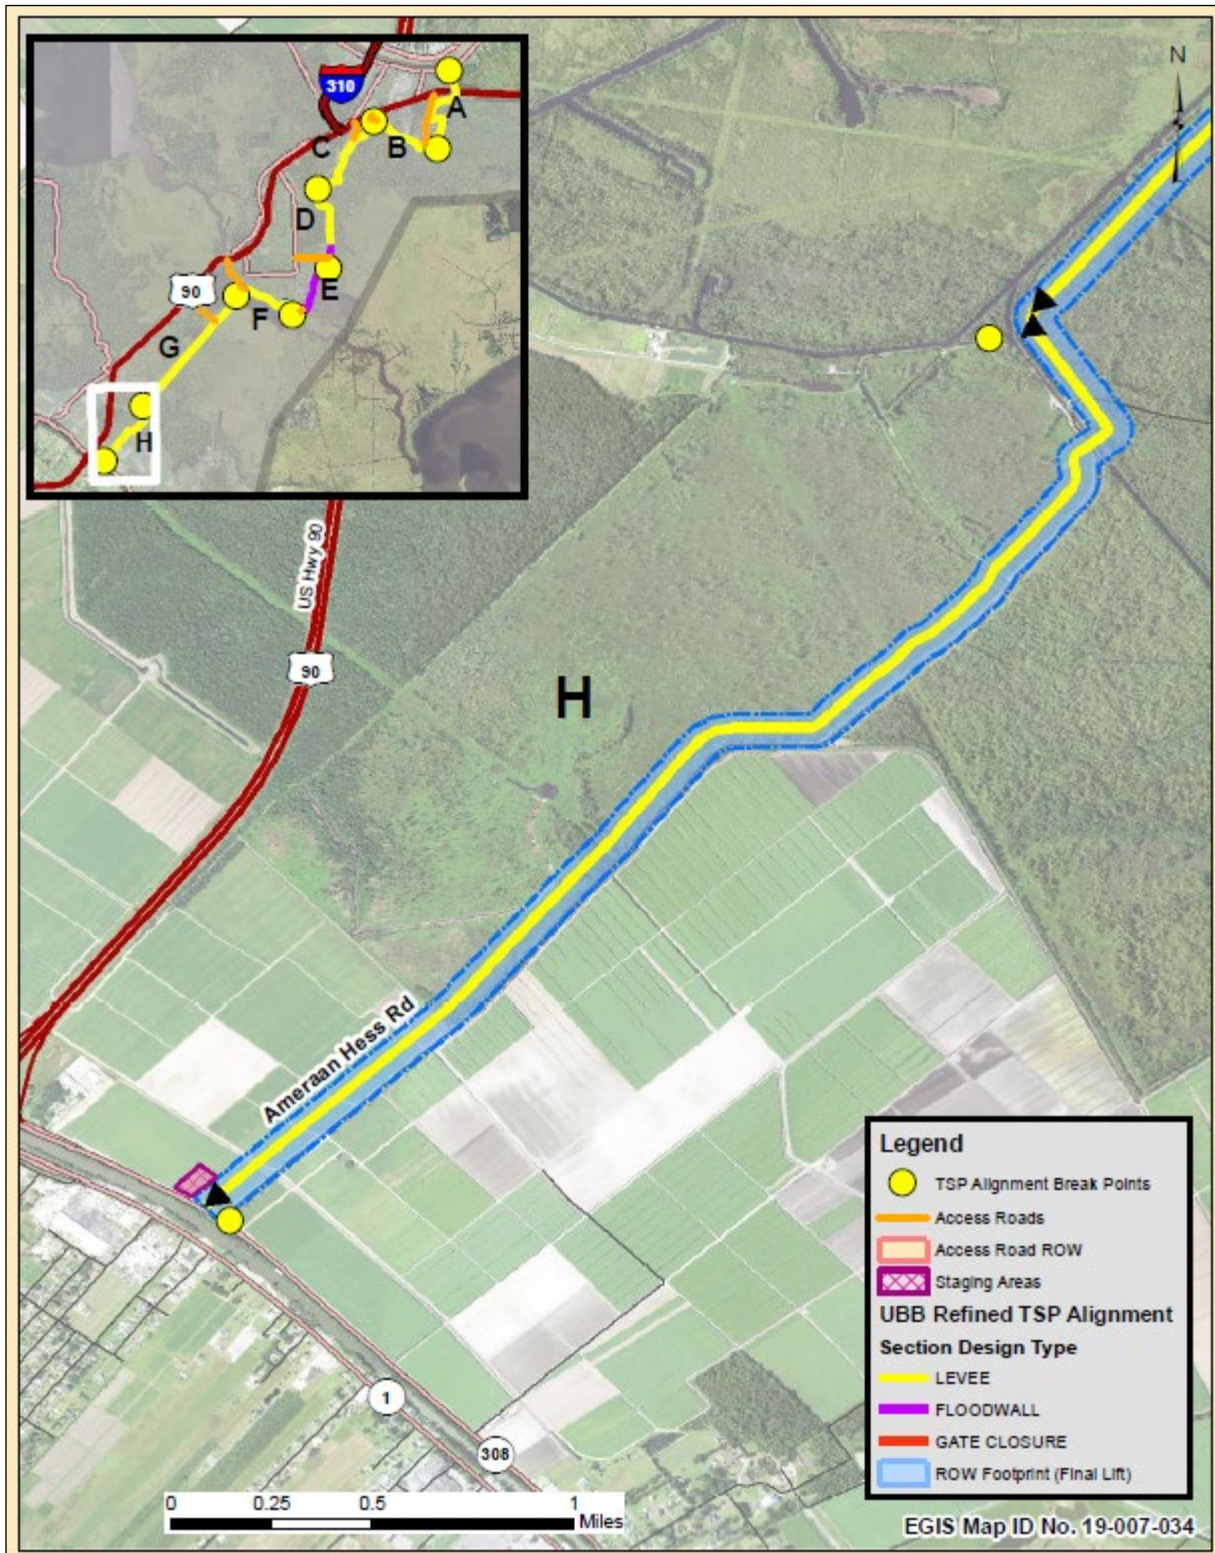 310
A
C
B
D
E
90
F
G
H
N
US Hwy 90
90
H
Ameraan Hess Rd
1
308
Legend
TSP Alignment Break Points
Access Roads
Access Road ROW
Staging Areas
UBB Refined TSP Alignment
Section Design Type
LEVEE
FLOODWALL
GATE CLOSURE
ROW Footprint (Final Lift)
0 0.25 0.5 1
Miles
EGIS Map ID No. 19-007-034